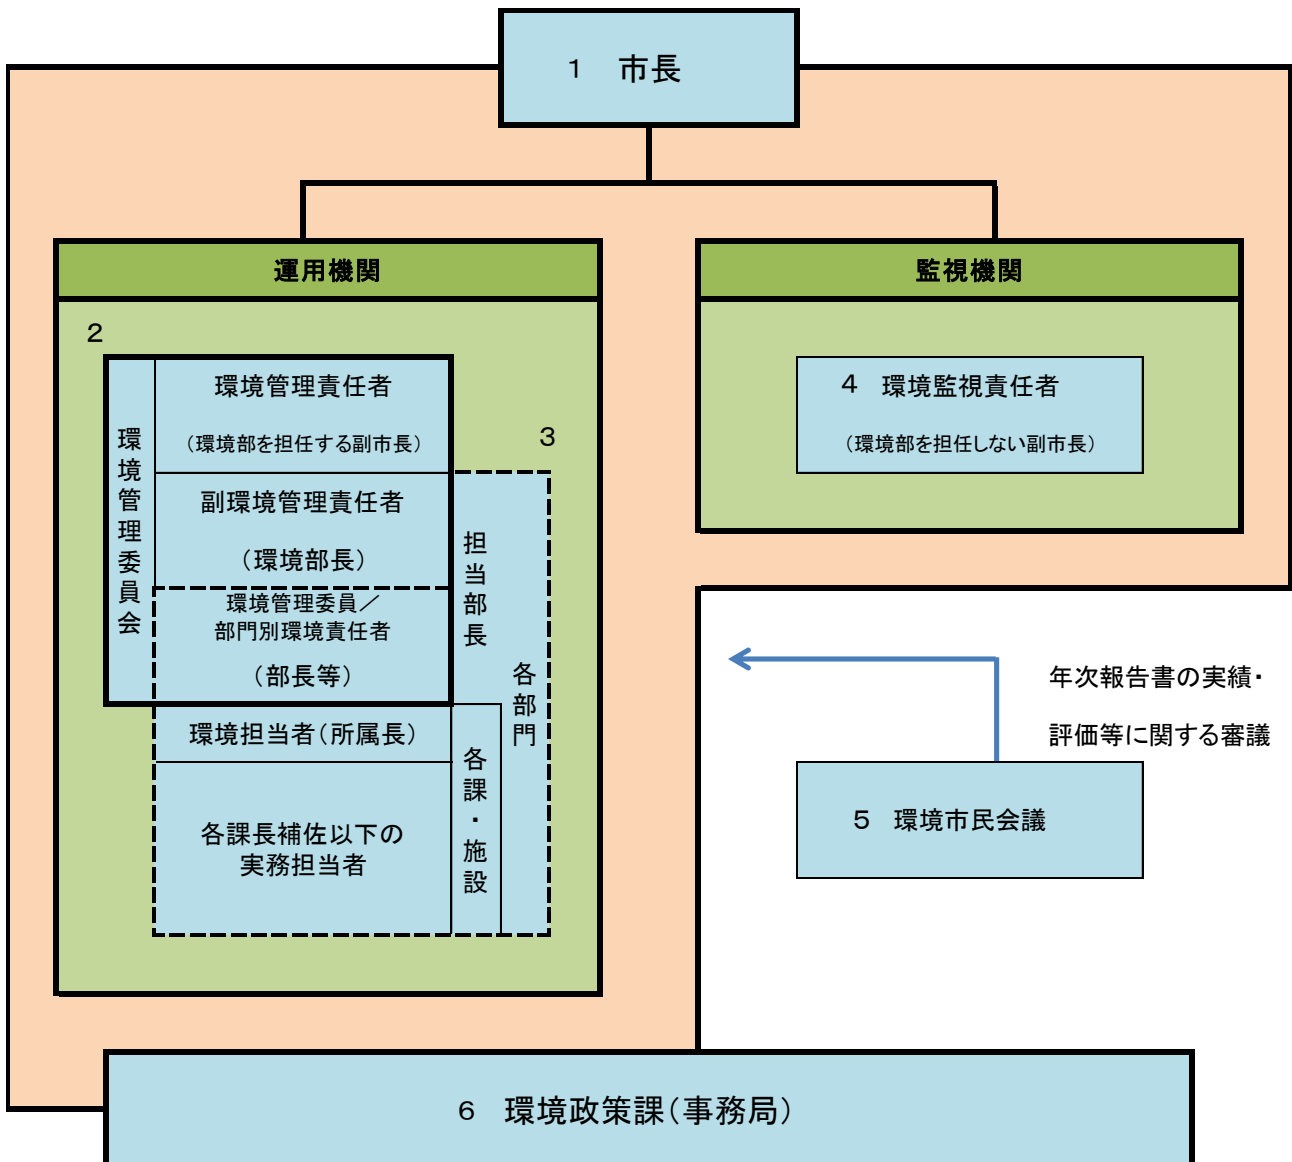 1　市長
運用機関
監視機関
2
環境管理委員会
環境管理責任者
（環境部を担任する副市長）
副環境管理責任者
（環境部長）
環境管理委員／
部門別環境責任者
（部長等）
環境担当者（所属長）
各課長補佐以下の
実務担当者
担当部長
各課・施設
3
各部門
4　環境監視責任者
（環境部を担任しない副市長）
年次報告書の実績・
評価等に関する審議
5　環境市民会議
6　環境政策課（事務局）